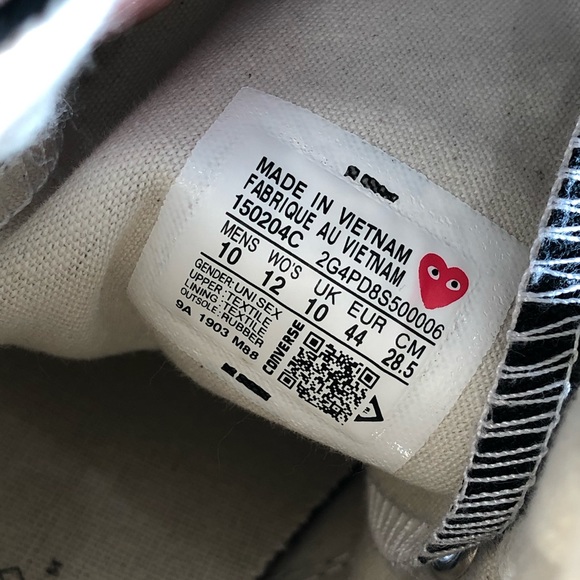 MADE IN VIETNAM
FABRIQUE AU VIETNAM
150204C 2G4PD8S500006
MENS WO'S UK EUR CM
10 12 10 44 28.5
GENDER:UNISEX
UPPER:TEXTILE
LINING:TEXTILE
OUTSOLE:RUBBER
9A 1903 M88
CONVERSE